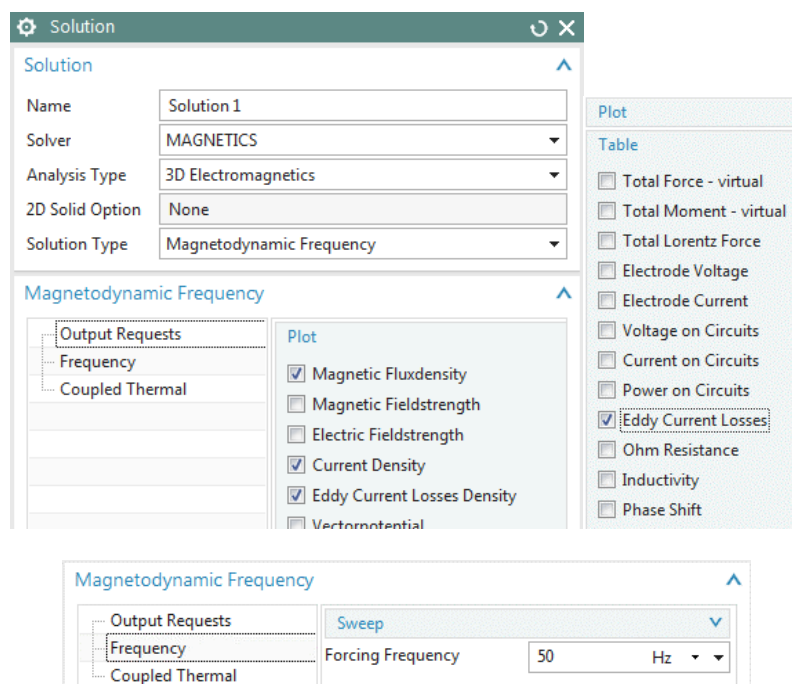 Solution
Solution
Name Solution 1
Solver MAGNETICS
Analysis Type 3D Electromagnetics
2D Solid Option None
Solution Type Magnetodynamic Frequency
Magnetodynamic Frequency
Output Requests
Frequency
Coupled Thermal
Plot
Magnetic Fluxdensity
Magnetic Fieldstrength
Electric Fieldstrength
Current Density
Eddy Current Losses Density
Vectorpotential
Plot
Table
Total Force - virtual
Total Moment - virtual
Total Lorentz Force
Electrode Voltage
Electrode Current
Voltage on Circuits
Current on Circuits
Power on Circuits
Eddy Current Losses
Ohm Resistance
Inductivity
Phase Shift
Magnetodynamic Frequency
Output Requests
Frequency
Coupled Thermal
Sweep
Forcing Frequency 50 Hz